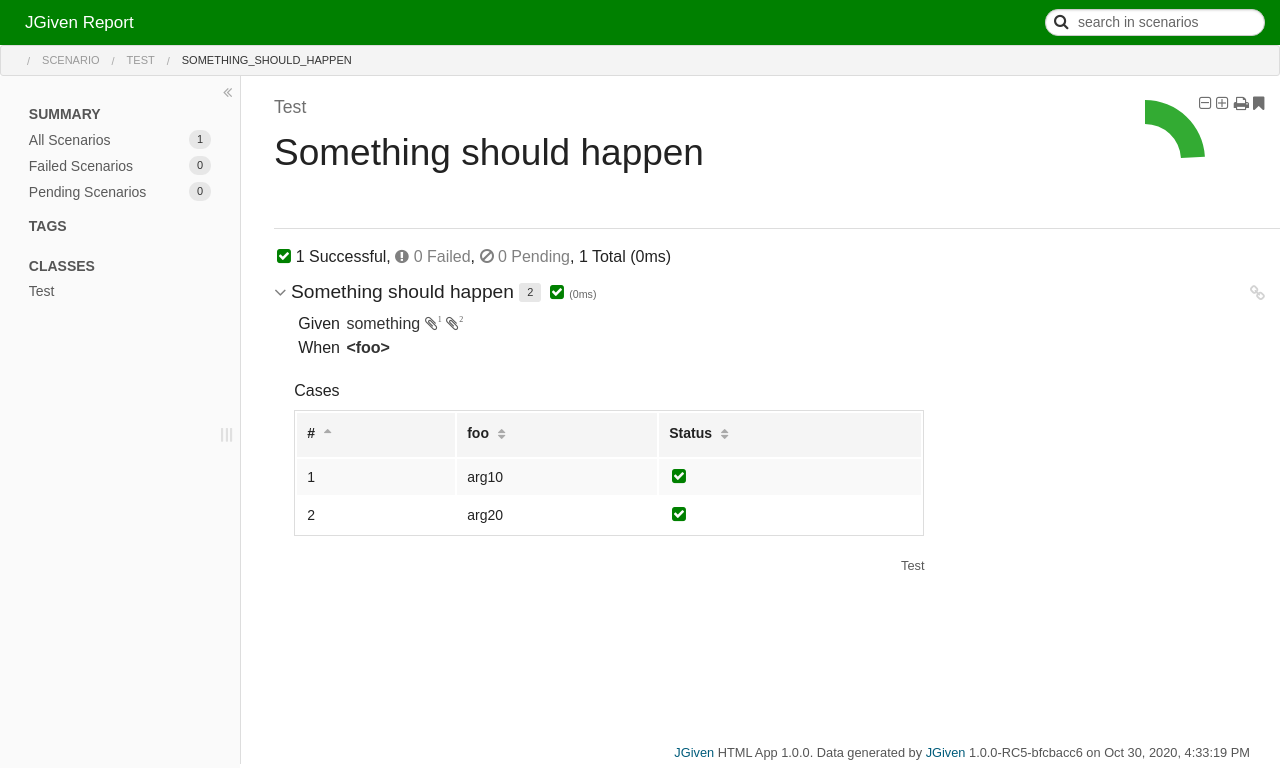 JGiven Report
search in scenarios
/ SCENARIO / TEST / SOMETHING_SHOULD_HAPPEN
SUMMARY
All Scenarios 1
Failed Scenarios 0
Pending Scenarios 0
TAGS
CLASSES
Test
Test
Something should happen
1 Successful, 0 Failed, 0 Pending, 1 Total (0ms)
Something should happen 2 (0ms)
Given something 1 2
When <foo>
Cases
# foo Status
1 arg10
2 arg20
Test
JGiven HTML App 1.0.0. Data generated by JGiven 1.0.0-RC5-bfcbacc6 on Oct 30, 2020, 4:33:19 PM